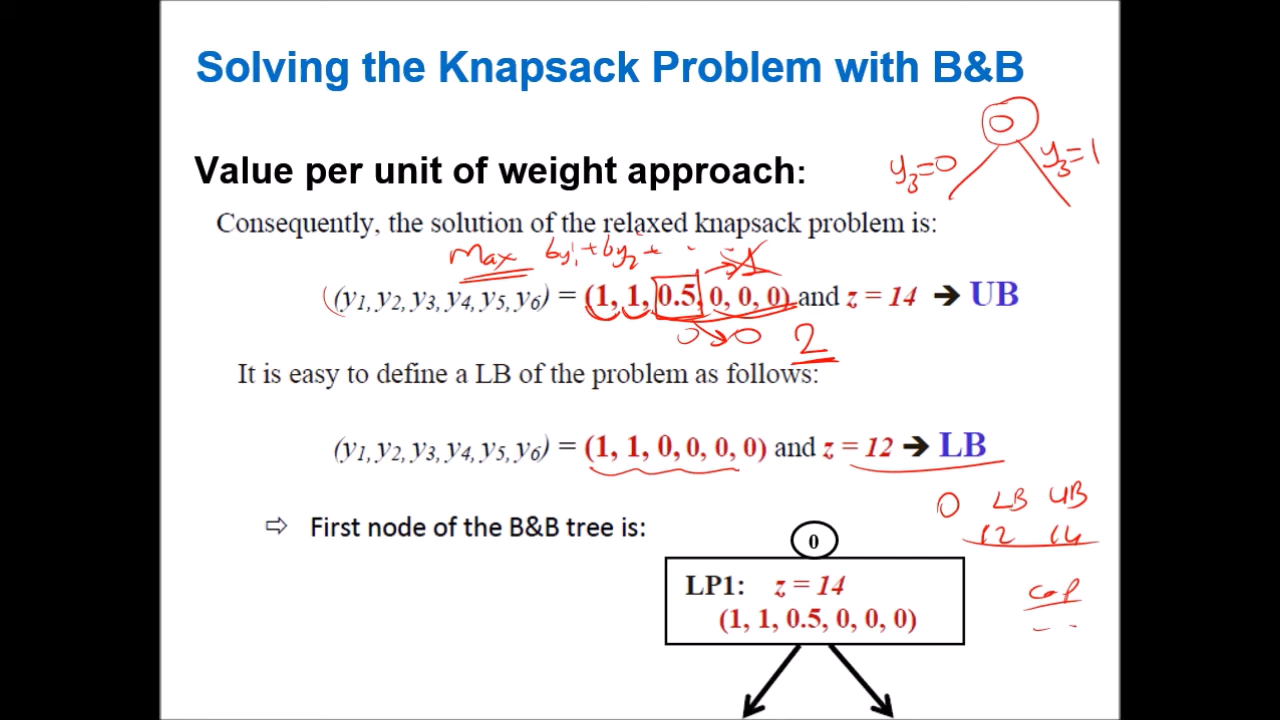 Solving the Knapsack Problem with B&B
0
Value per unit of weight approach:
y3=0
y3=1
Consequently, the solution of the relaxed knapsack problem is:
Max 6y1 + 6y2 +
(y1, y2, y3, y4, y5, y6) = (1, 1, 0.5, 0, 0, 0) and z = 14 ➔ UB
0 0 2
It is easy to define a LB of the problem as follows:
(y1, y2, y3, y4, y5, y6) = (1, 1, 0, 0, 0, 0) and z = 12 ➔ LB
0 LB UB
12 14
⇨ First node of the B&B tree is:
0
LP1: z = 14
(1, 1, 0.5, 0, 0, 0)